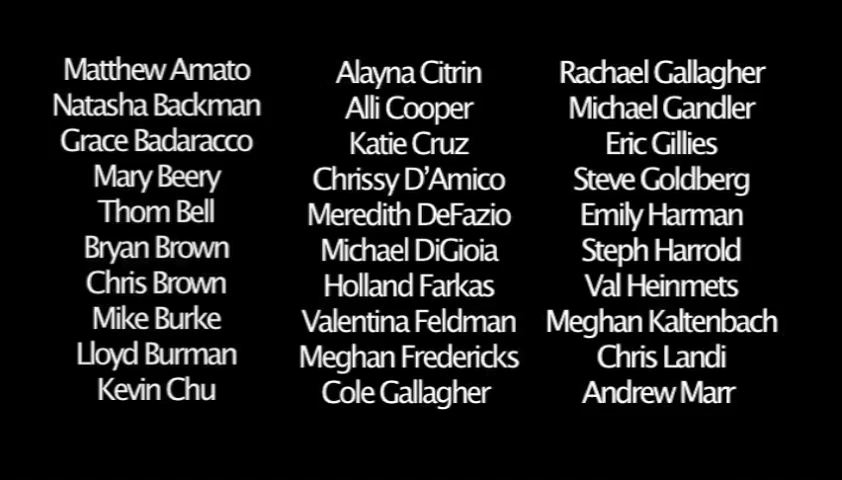 Matthew Amato
Natasha Backman
Grace Badaracco
Mary Beery
Thom Bell
Bryan Brown
Chris Brown
Mike Burke
Lloyd Burman
Kevin Chu
Alayna Citrin
Alli Cooper
Katie Cruz
Chrissy D’Amico
Meredith DeFazio
Michael DiGioia
Holland Farkas
Valentina Feldman
Meghan Fredericks
Cole Gallagher
Rachael Gallagher
Michael Gandler
Eric Gillies
Steve Goldberg
Emily Harman
Steph Harrold
Val Heinmets
Meghan Kaltenbach
Chris Landi
Andrew Marr